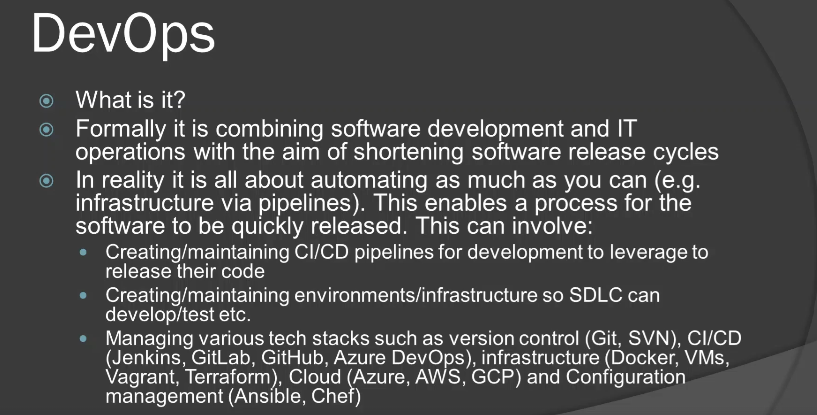 DevOps
What is it?
Formally it is combining software development and IT
operations with the aim of shortening software release cycles
In reality it is all about automating as much as you can (e.g.
infrastructure via pipelines). This enables a process for the
software to be quickly released. This can involve:
Creating/maintaining CI/CD pipelines for development to leverage to
release their code
Creating/maintaining environments/infrastructure so SDLC can
develop/test etc.
Managing various tech stacks such as version control (Git, SVN), CI/CD
(Jenkins, GitLab, GitHub, Azure DevOps), infrastructure (Docker, VMs,
Vagrant, Terraform), Cloud (Azure, AWS, GCP) and Configuration
management (Ansible, Chef)